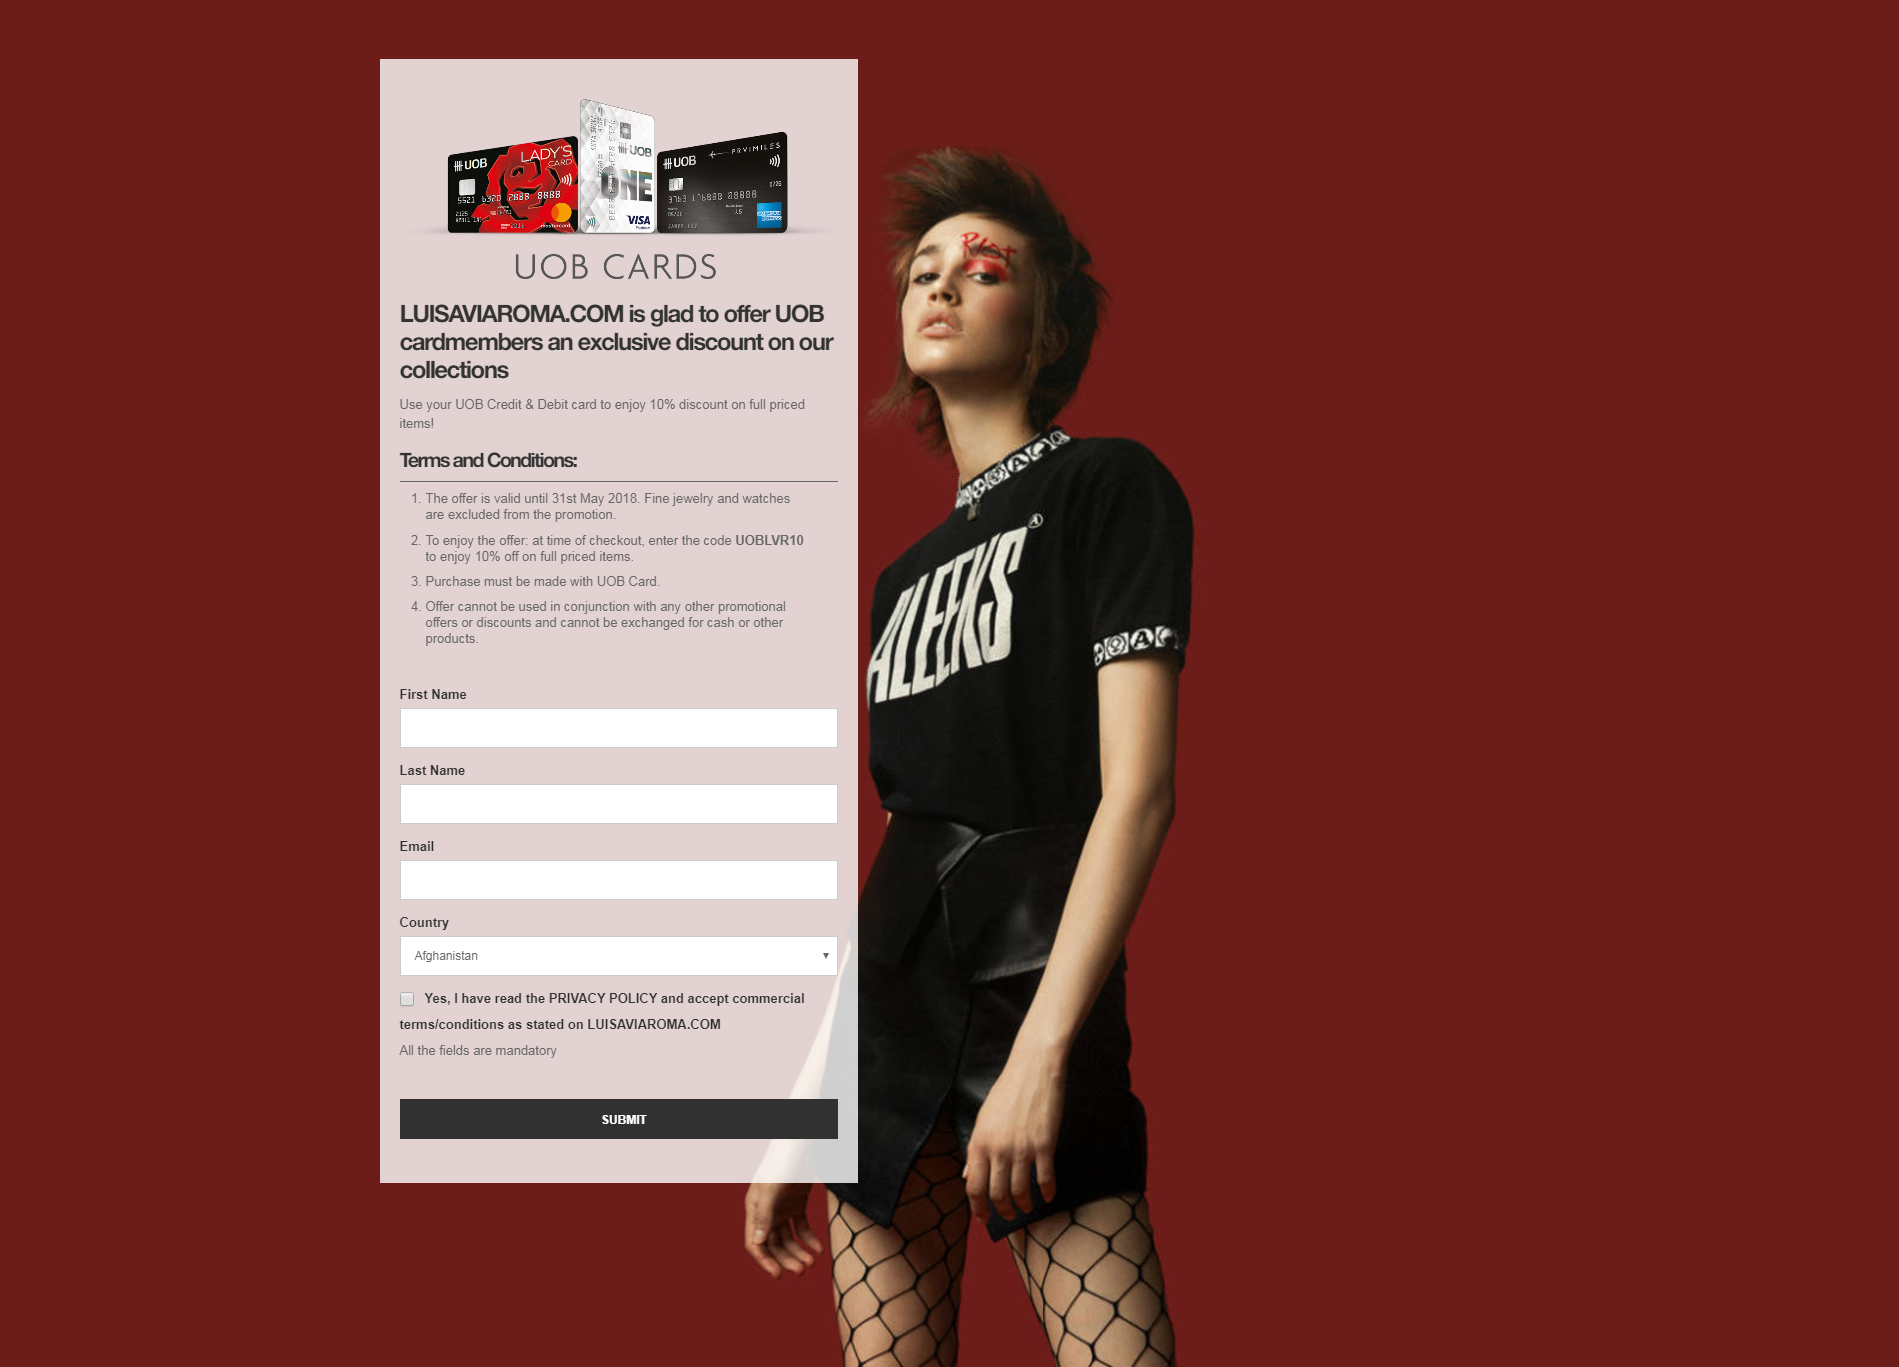 UOB
LADY'S
CARD
mastercard
UOB
ONE
VISA
Platinum
UOB
PRVIMILES
UOB CARDS
LUISAVIAROMA.COM is glad to offer UOB
cardmembers an exclusive discount on our
collections
Use your UOB Credit & Debit card to enjoy 10% discount on full priced
items!
Terms and Conditions:
1. The offer is valid until 31st May 2018. Fine jewelry and watches
are excluded from the promotion.
2. To enjoy the offer: at time of checkout, enter the code UOBLVR10
to enjoy 10% off on full priced items.
3. Purchase must be made with UOB Card.
4. Offer cannot be used in conjunction with any other promotional
offers or discounts and cannot be exchanged for cash or other
products.
First Name
Last Name
Email
Country
Afghanistan
Yes, I have read the PRIVACY POLICY and accept commercial
terms/conditions as stated on LUISAVIAROMA.COM
All the fields are mandatory
SUBMIT
RIOT
ALEEKS